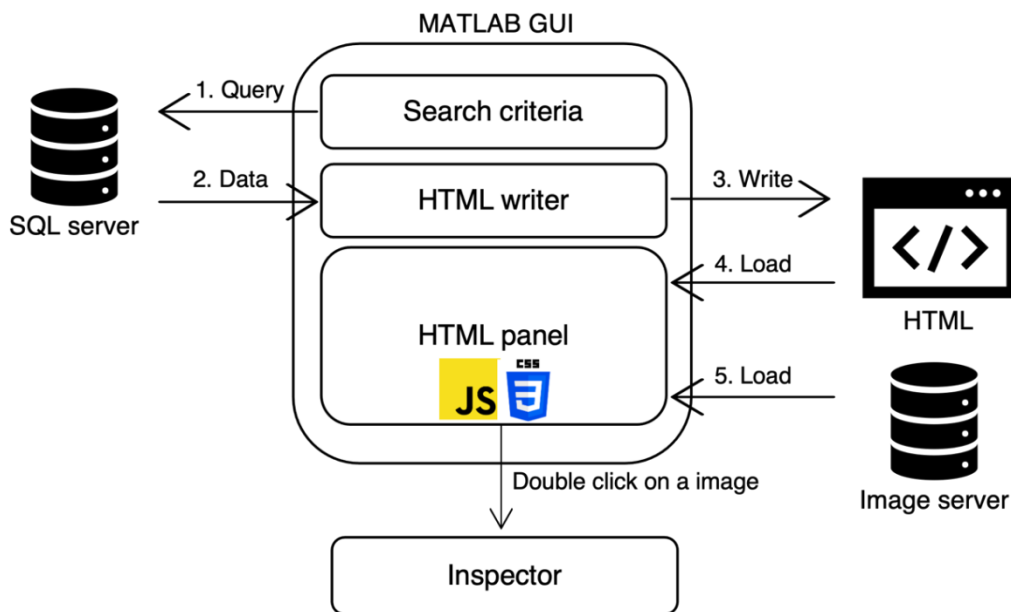 MATLAB GUI
1. Query
Search criteria
2. Data
HTML writer
3. Write
SQL server
4. Load
</>
HTML
HTML panel
JS
CSS
3
5. Load
Double click on a image
Image server
Inspector